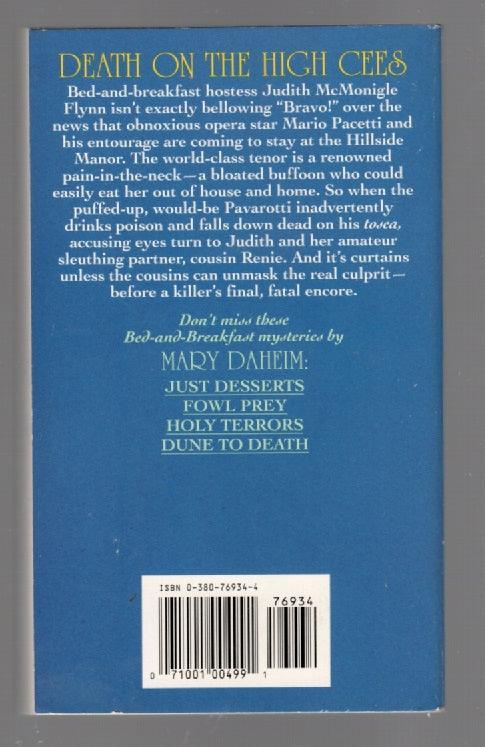 DEATH ON THE HIGH CEES
Bed-and-breakfast hostess Judith McMonigle
Flynn isn't exactly bellowing "Bravo!" over the
news that obnoxious opera star Mario Pacetti and
his entourage are coming to stay at the Hillside
Manor. The world-class tenor is a renowned
pain-in-the-neck—a bloated buffoon who could
easily eat her out of house and home. So when the
puffed-up, would-be Pavarotti inadvertently
drinks poison and falls down dead on his tosca,
accusing eyes turn to Judith and her amateur
sleuthing partner, cousin Renie. And it's curtains
unless the cousins can unmask the real culprit—
before a killer's final, fatal encore.
Don't miss these
Bed-and-Breakfast mysteries by
MARY DAHEIM:
JUST DESSERTS
FOWL PREY
HOLY TERRORS
DUNE TO DEATH
ISBN 0-380-76934-4
76934
0 71001 00499 1